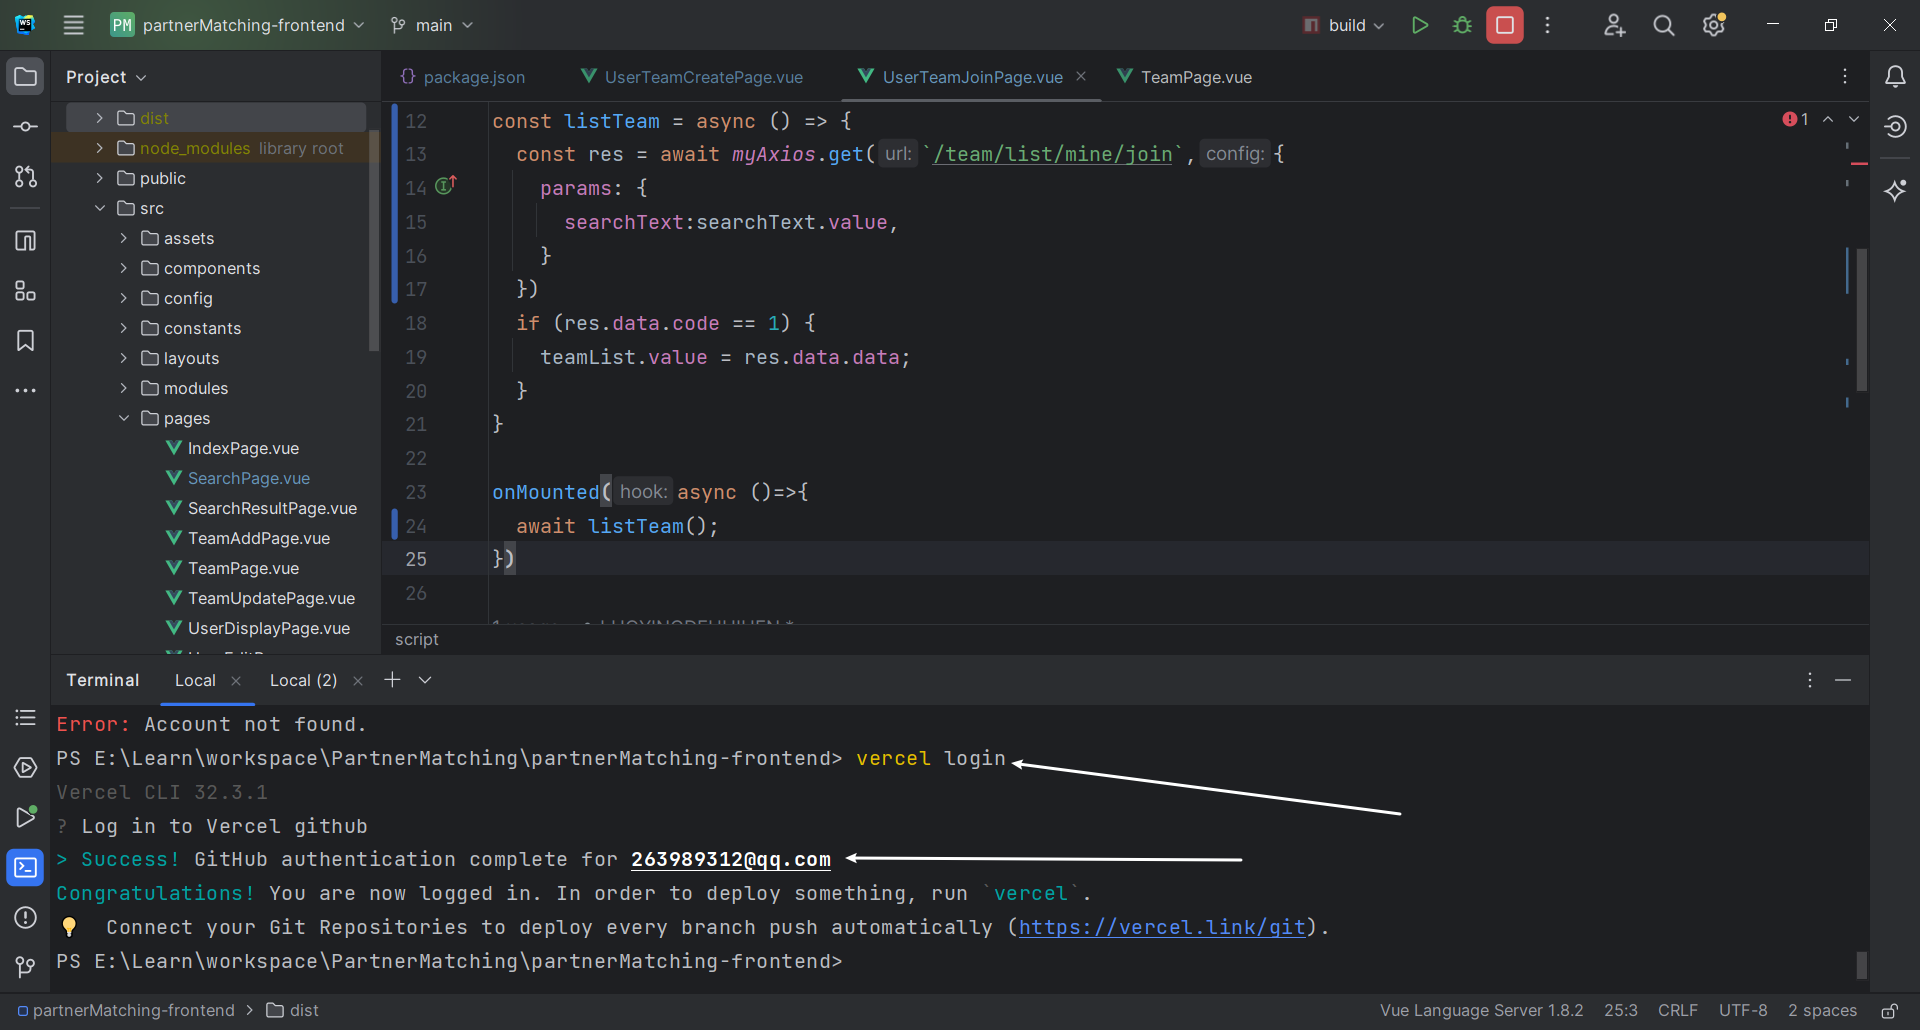 PM partnerMatching-frontend main build
Project
package.json UserTeamCreatePage.vue UserTeamJoinPage.vue TeamPage.vue
dist
node_modules library root
public
src
assets
components
config
constants
layouts
modules
pages
IndexPage.vue
SearchPage.vue
SearchResultPage.vue
TeamAddPage.vue
TeamPage.vue
TeamUpdatePage.vue
UserDisplayPage.vue
12 const listTeam = async () => {
13 const res = await myAxios.get( url: `/team/list/mine/join`, config: {
14 params: {
15 searchText:searchText.value,
16 }
17 })
18 if (res.data.code == 1) {
19 teamList.value = res.data.data;
20 }
21 }
22
23 onMounted( hook: async ()=>{
24 await listTeam();
25 })
26
1
script
Terminal Local Local (2)
Error: Account not found.
PS E:\Learn\workspace\PartnerMatching\partnerMatching-frontend> vercel login
Vercel CLI 32.3.1
? Log in to Vercel github
> Success! GitHub authentication complete for 263989312@qq.com
Congratulations! You are now logged in. In order to deploy something, run `vercel`.
Connect your Git Repositories to deploy every branch push automatically (https://vercel.link/git).
PS E:\Learn\workspace\PartnerMatching\partnerMatching-frontend>
partnerMatching-frontend > dist Vue Language Server 1.8.2 25:3 CRLF UTF-8 2 spaces